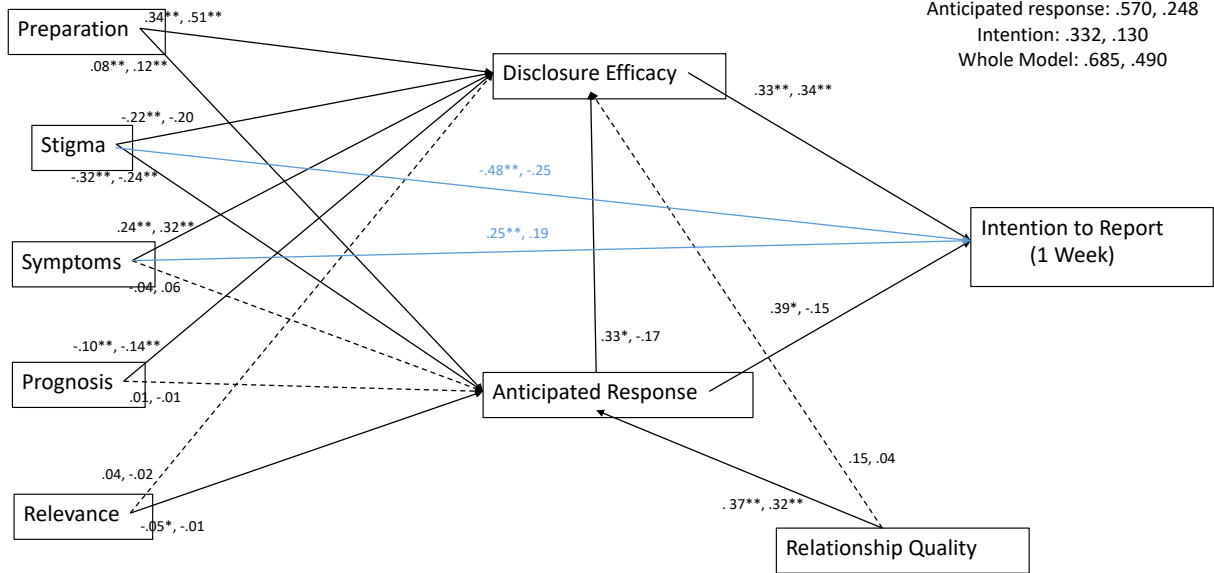 Anticipated response: .570, .248
Intention: .332, .130
Whole Model: .685, .490
.34**, .51**
Preparation
.08**, .12**
Disclosure Efficacy
.33**, .34**
-.22**, -.20
Stigma
-.32**, -.24**
-.48**, -.25
.24**, .32**
Symptoms
-.04, .06
.25**, .19
Intention to Report
(1 Week)
.39*, -.15
.33*, -.17
-.10**, -.14**
Prognosis
.01, -.01
Anticipated Response
.15, .04
.04, -.02
Relevance
-.05*, -.01
. 37**, .32**
Relationship Quality